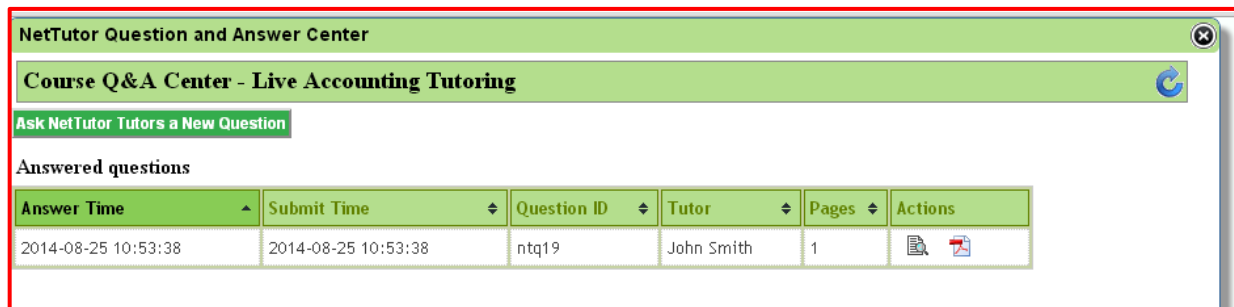 NetTutor Question and Answer Center
Course Q&A Center - Live Accounting Tutoring
Ask NetTutor Tutors a New Question
Answered questions
Answer Time Submit Time Question ID Tutor Pages Actions
2014-08-25 10:53:38 2014-08-25 10:53:38 ntq19 John Smith 1